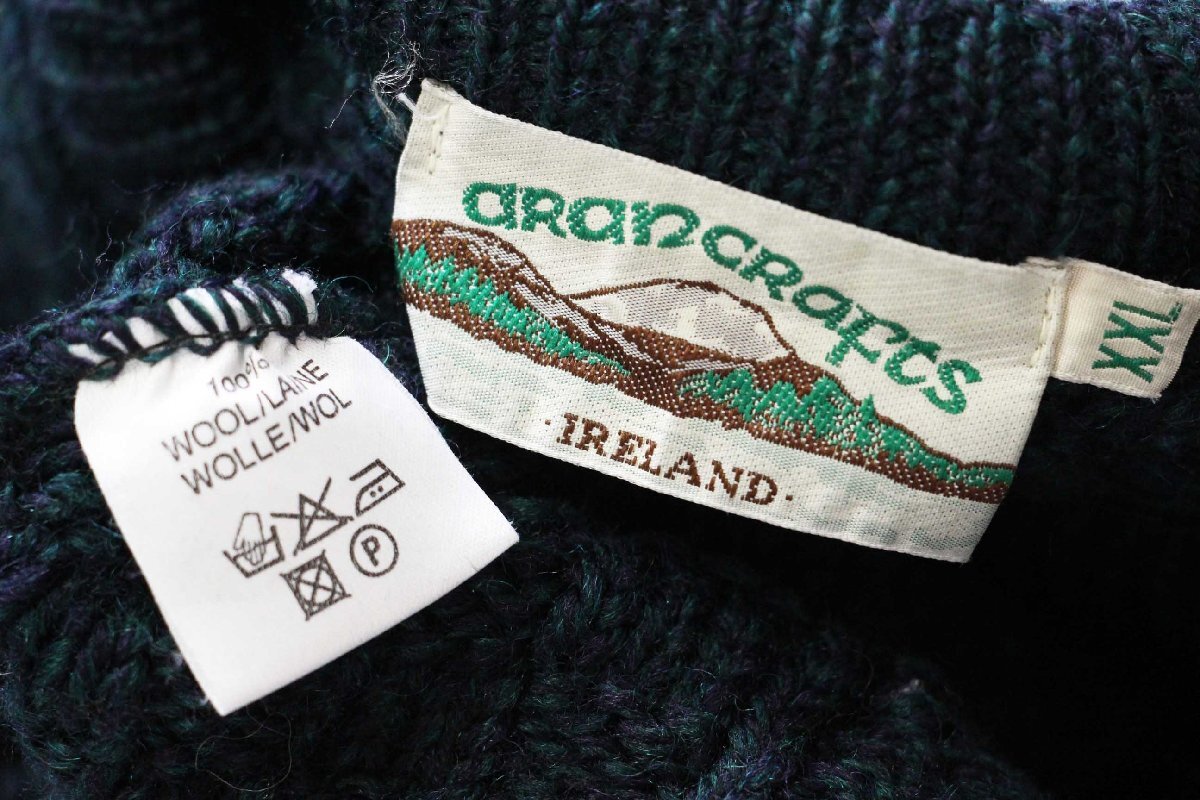 arancrafts
·IRELAND·
XXL
100%
WOOL/LAINE
WOLLE/WOL
P